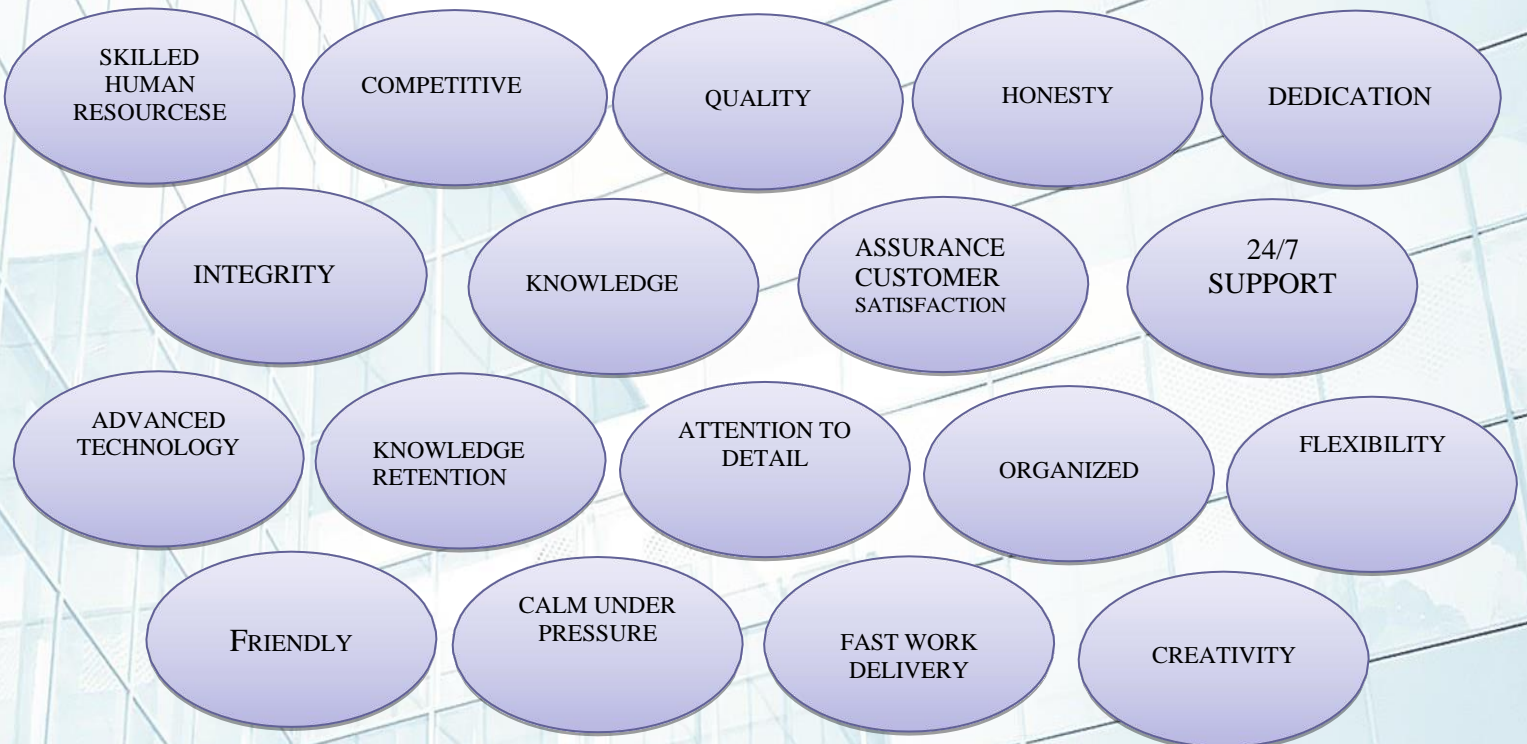 SKILLED
HUMAN
RESOURCESE
COMPETITIVE
QUALITY
HONESTY
DEDICATION
INTEGRITY
KNOWLEDGE
ASSURANCE
CUSTOMER
SATISFACTION
24/7
SUPPORT
ADVANCED
TECHNOLOGY
KNOWLEDGE
RETENTION
ATTENTION TO
DETAIL
ORGANIZED
FLEXIBILITY
FRIENDLY
CALM UNDER
PRESSURE
FAST WORK
DELIVERY
CREATIVITY